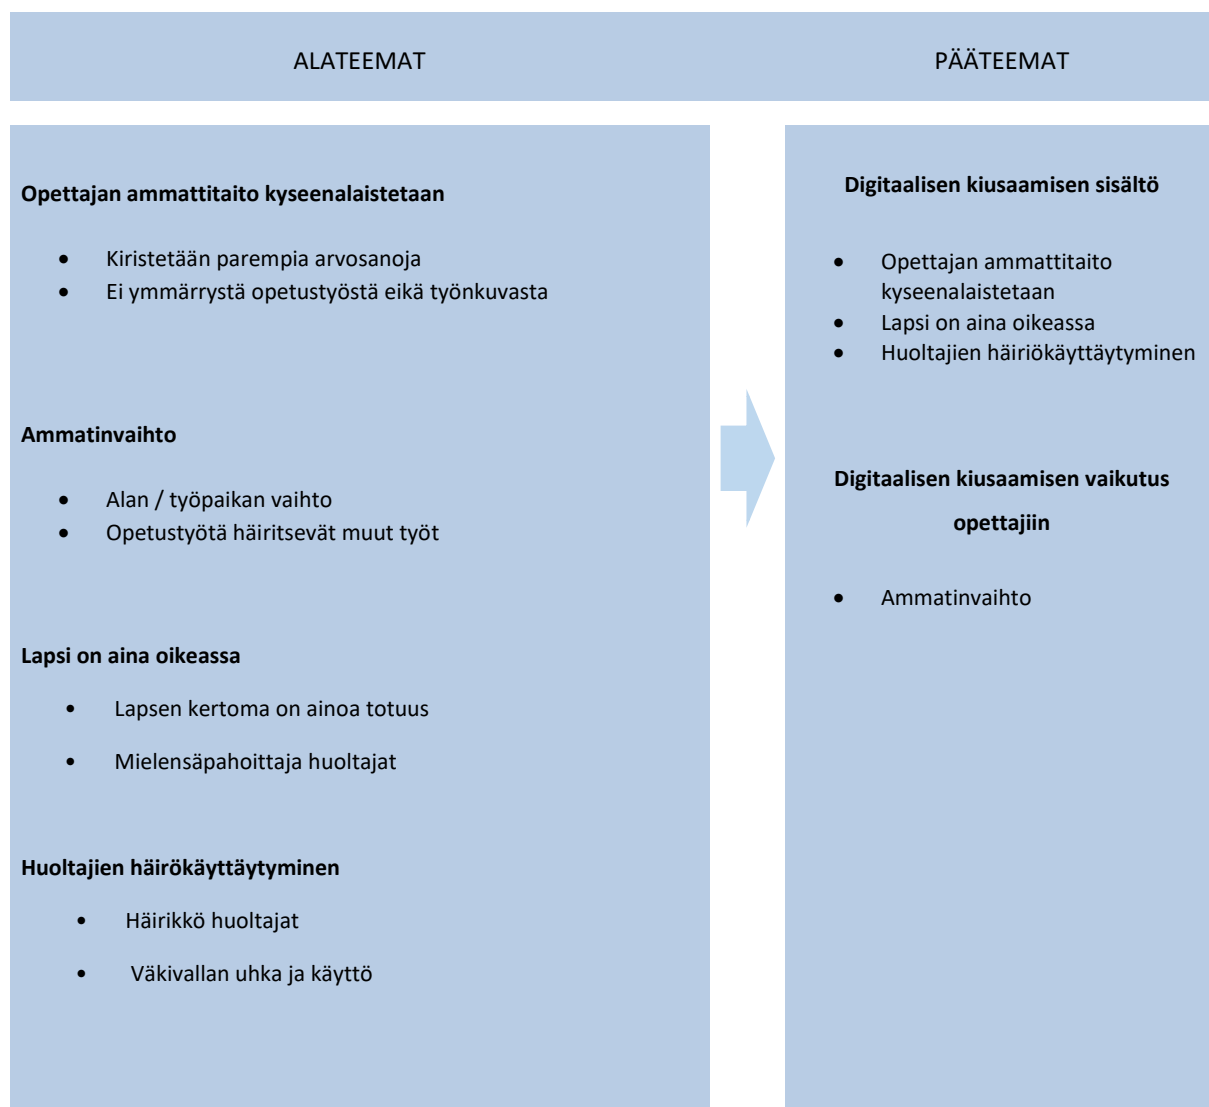 ALATEEMAT
PÄÄTEEMAT
Opettajan ammattitaito kyseenalaistetaan
• Kiristetään parempia arvosanoja
• Ei ymmärrystä opetustyöstä eikä työnkuvasta
Ammatinvaihto
• Alan / työpaikan vaihto
• Opetustyötä häiritsevät muut työt
Lapsi on aina oikeassa
• Lapsen kertoma on ainoa totuus
• Mielensäpahoittaja huoltajat
Huoltajien häirökäyttäytyminen
• Häirikkö huoltajat
• Väkivallan uhka ja käyttö
Digitaalisen kiusaamisen sisältö
• Opettajan ammattitaito
kyseenalaistetaan
• Lapsi on aina oikeassa
• Huoltajien häiriökäyttäytyminen
Digitaalisen kiusaamisen vaikutus
opettajiin
• Ammatinvaihto